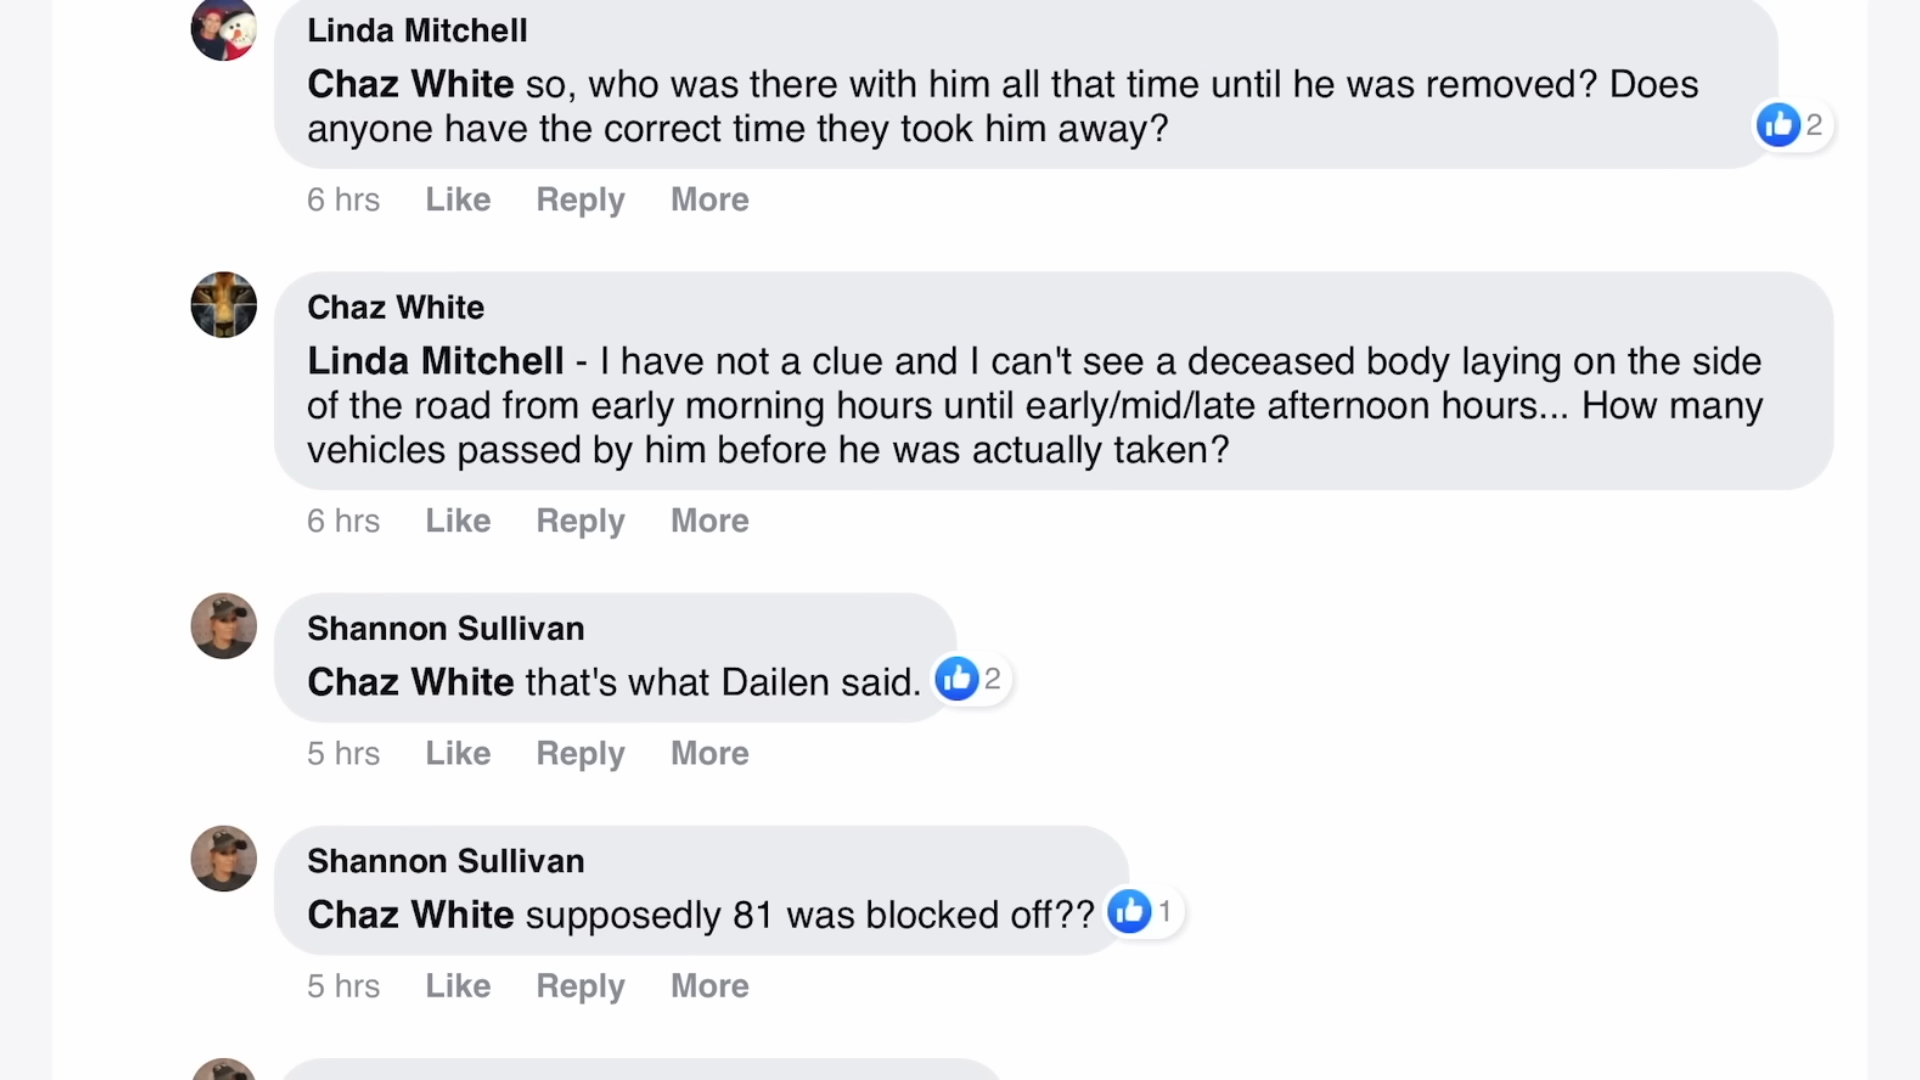 Linda Mitchell
Chaz White so, who was there with him all that time until he was removed? Does
anyone have the correct time they took him away?
2
6 hrs Like Reply More
Chaz White
Linda Mitchell - I have not a clue and I can't see a deceased body laying on the side
of the road from early morning hours until early/mid/late afternoon hours... How many
vehicles passed by him before he was actually taken?
6 hrs Like Reply More
Shannon Sullivan
Chaz White that's what Dailen said. 2
5 hrs Like Reply More
Shannon Sullivan
Chaz White supposedly 81 was blocked off?? 1
5 hrs Like Reply More